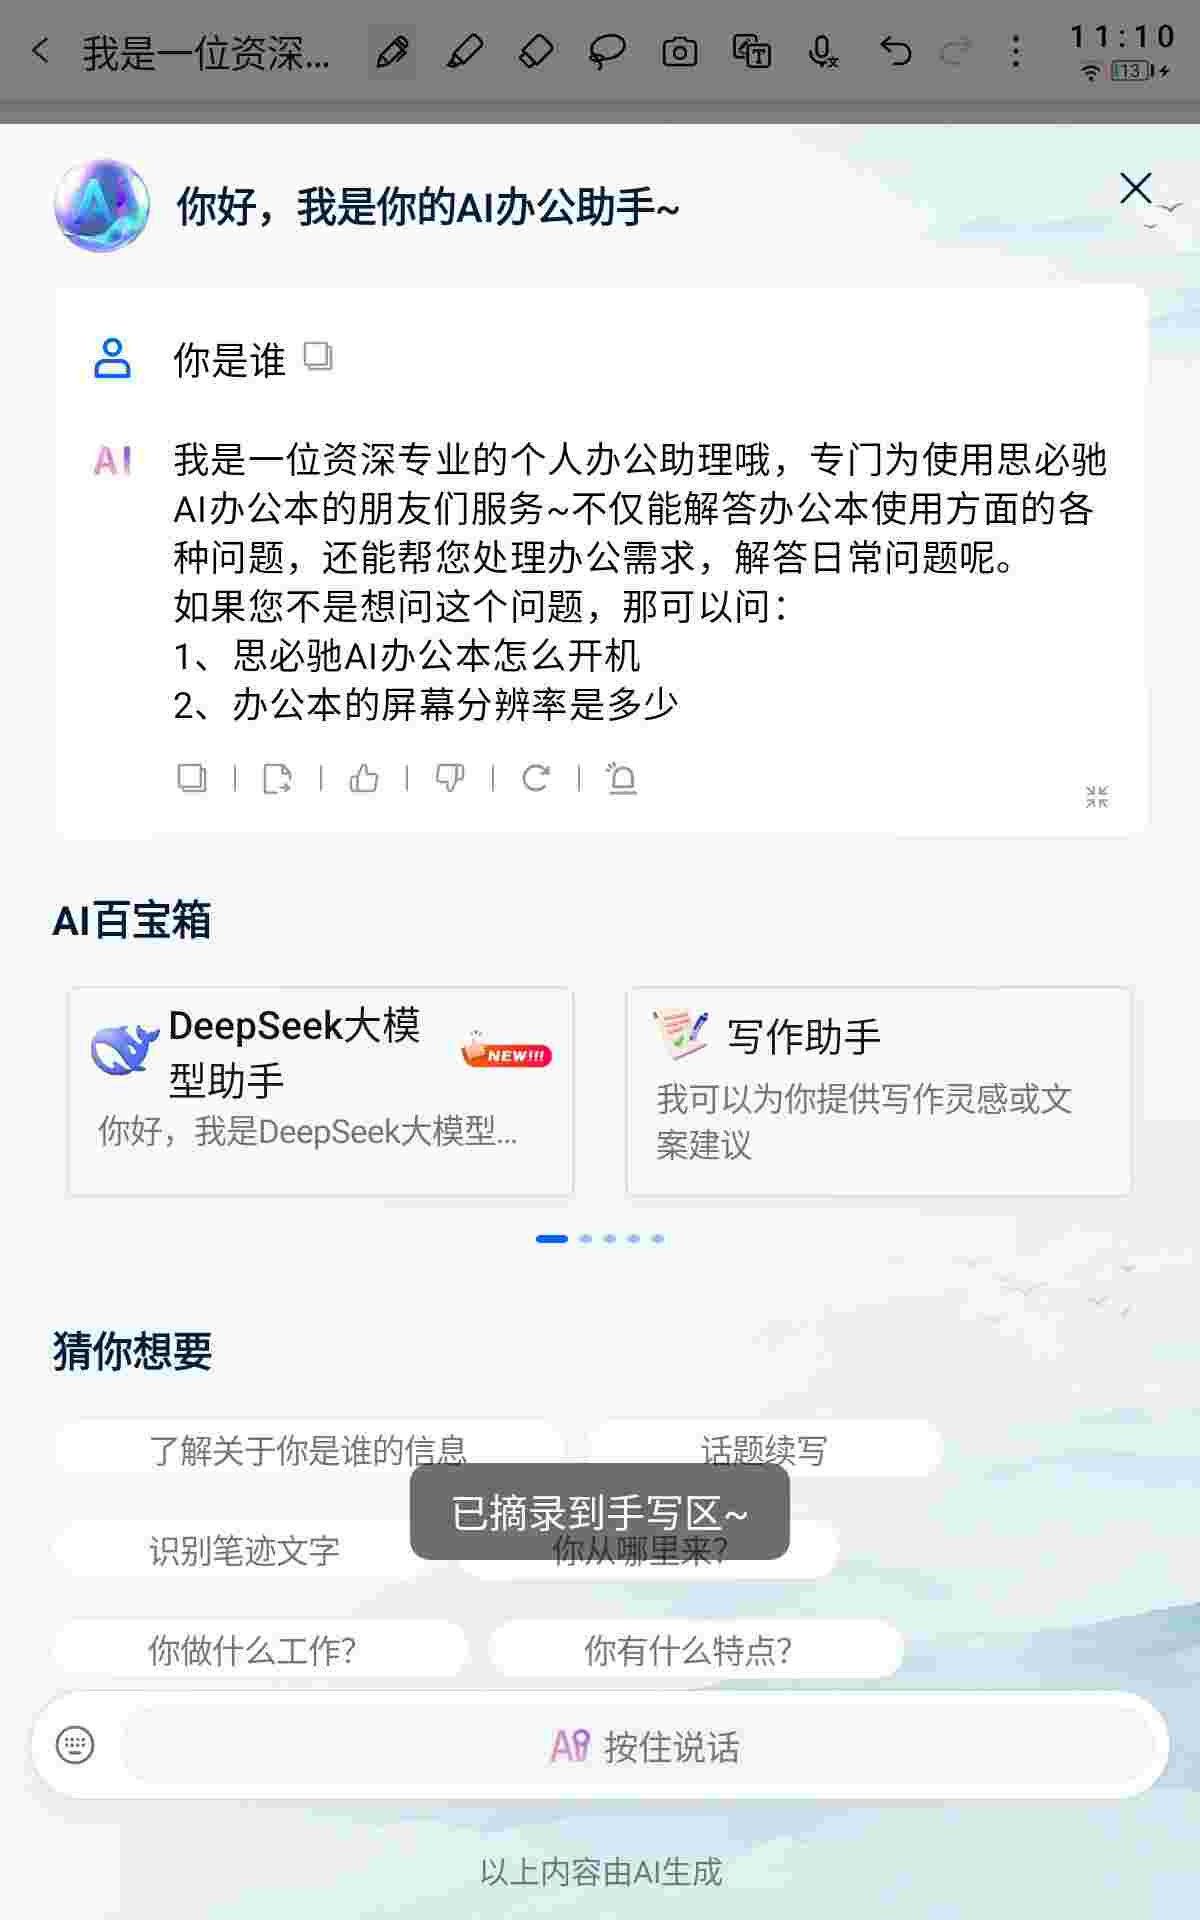 我是一位资深...
11:10
13
你好，我是你的AI办公助手~
你是谁
AI
我是一位资深专业的个人办公助理哦，专门为使用思必驰
AI办公本的朋友们服务~不仅能解答办公本使用方面的各
种问题，还能帮您处理办公需求，解答日常问题呢。
如果您不是想问这个问题，那可以问：
1、思必驰AI办公本怎么开机
2、办公本的屏幕分辨率是多少
AI百宝箱
DeepSeek大模
型助手
NEW!!!
你好，我是DeepSeek大模型...
写作助手
我可以为你提供写作灵感或文
案建议
猜你想要
了解关于你是谁的信息
话题续写
已摘录到手写区~
识别笔迹文字
你从哪里来?
你做什么工作?
你有什么特点?
按住说话
以上内容由AI生成